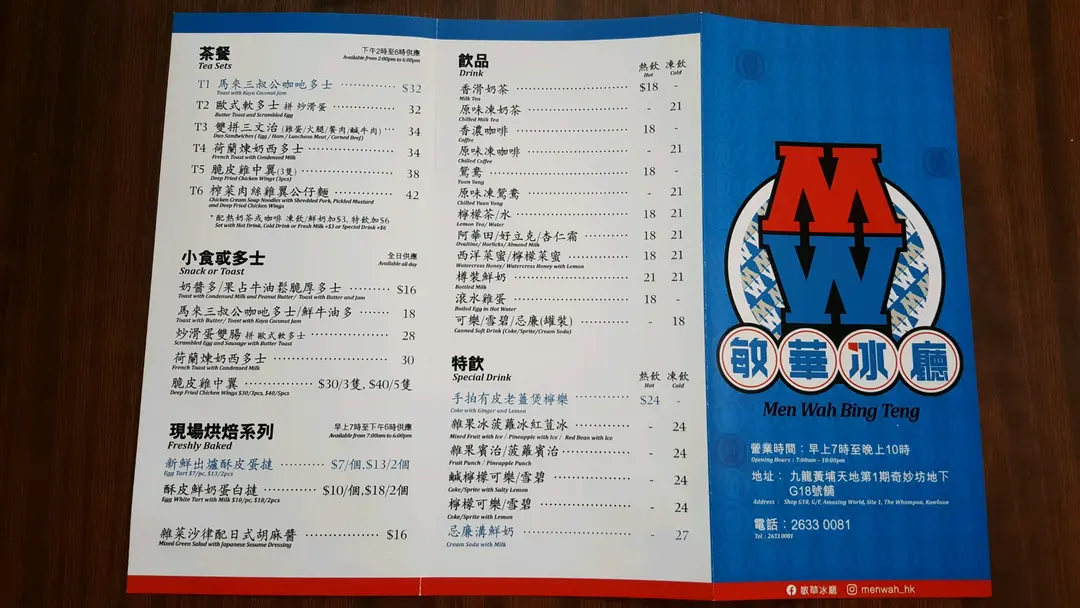 茶餐
Tea Sets
下午2時至6時供應
Available from 2:00pm to 6:00pm
T1 馬來三叔公咖吔多士 $32
Toast with Kaya Coconut Jam
T2 歐式軟多士拼炒滑蛋 32
Butter Toast and Scrambled Egg
T3 雙拼三文治 (雞蛋/火腿/餐肉/鹹牛肉) 34
Duo Sandwiches ( Egg / Ham / Luncheon Meat / Corned Beef)
T4 荷蘭煉奶西多士 34
French Toast with Condensed Milk
T5 脆皮雞中翼(3隻) 38
Deep Fried Chicken Wings (3pcs)
T6 榨菜肉絲雞翼公仔麵 42
Chicken Cream Soup Noodles with Shredded Pork, Pickled Mustard
and Deep Fried Chicken Wings
*配熱奶茶或咖啡 凍飲/鮮奶加$3, 特飲加$6
Set with Hot Drink, Cold Drink or Fresh Milk +$3 or Special Drink +$6
小食或多士
Snack or Toast
全日供應
Available all day
奶醬多/果占牛油鬆脆厚多士 $16
Toast with Condensed Milk and Peanut Butter/ Toast with Butter and Jam
馬來三叔公咖吔多士/鮮牛油多 18
Toast with Butter/ Toast with Kaya Coconut Jam
炒滑蛋雙腸 拼歐式軟多士 28
Scrambled Egg and Sausage with Butter Toast
荷蘭煉奶西多士 30
French Toast with Condensed Milk
脆皮雞中翼 $30/3隻, $40/5隻
Deep Fried Chicken Wings $30/3pcs, $40/5pcs
現場烘焙系列
Freshly Baked
早上7時至下午6時供應
Available from 7:00am to 6:00pm
新鮮出爐酥皮蛋撻 $7/個,$13/2個
Egg Tart $7/pc, $13/2pcs
酥皮鮮奶蛋白撻 $10/個,$18/2個
Egg White Tart with Milk $10/pc, $18/2pcs
雜菜沙律配日式胡麻醬 $16
Mixed Green Salad with Japanese Sesame Dressing
飲品
Drink
熱飲 凍飲
Hot Cold
香滑奶茶 $18 -
Milk Tea
原味凍奶茶 - 21
Chilled Milk Tea
香濃咖啡 18 -
Coffee
原味凍咖啡 - 21
Chilled Coffee
鴛鴦 18 -
Yuan Yang
原味凍鴛鴦 - 21
Chilled Yuan Yang
檸檬茶/水 18 21
Lemon Tea/ Water
阿華田/好立克/杏仁霜 18 21
Ovaltine/ Horlicks/ Almond Milk
西洋菜蜜/檸檬菜蜜 18 21
Watercress Honey/ Watercress Honey with Lemon
樽裝鮮奶 21 21
Bottled Milk
滾水雞蛋 18 -
Boiled Egg in Hot Water
可樂/雪碧/忌廉(罐裝) - 18
Canned Soft Drink (Coke/Sprite/Cream Soda)
特飲
Special Drink
熱飲 凍飲
Hot Cold
手拍有皮老薑煲檸樂 $24 -
Coke with Ginger and Lemon
雜果冰菠蘿冰紅荳冰 - 24
Mixed Fruit with Ice / Pineapple with Ice / Red Bean with Ice
雜果賓治/菠蘿賓治 - 24
Fruit Punch / Pineapple Punch
鹹檸檬可樂/雪碧 - 24
Coke/Sprite with Salty Lemon
檸檬可樂/雪碧 - 24
Coke/Sprite with Lemon
忌廉溝鮮奶 - 27
Cream Soda with Milk
MW
敏華冰廳
Men Wah Bing Teng
營業時間：早上7時至晚上10時
Opening Hours : 7:00am - 10:00pm
地址： 九龍黃埔天地第1期奇妙坊地下
G18號舖
Address : Shop G18, G/F, Amazing World, Site 1, The Whampoa, Kowloon
電話：2633 0081
Tel : 2633 0081
敏華冰廳 menwah_hk